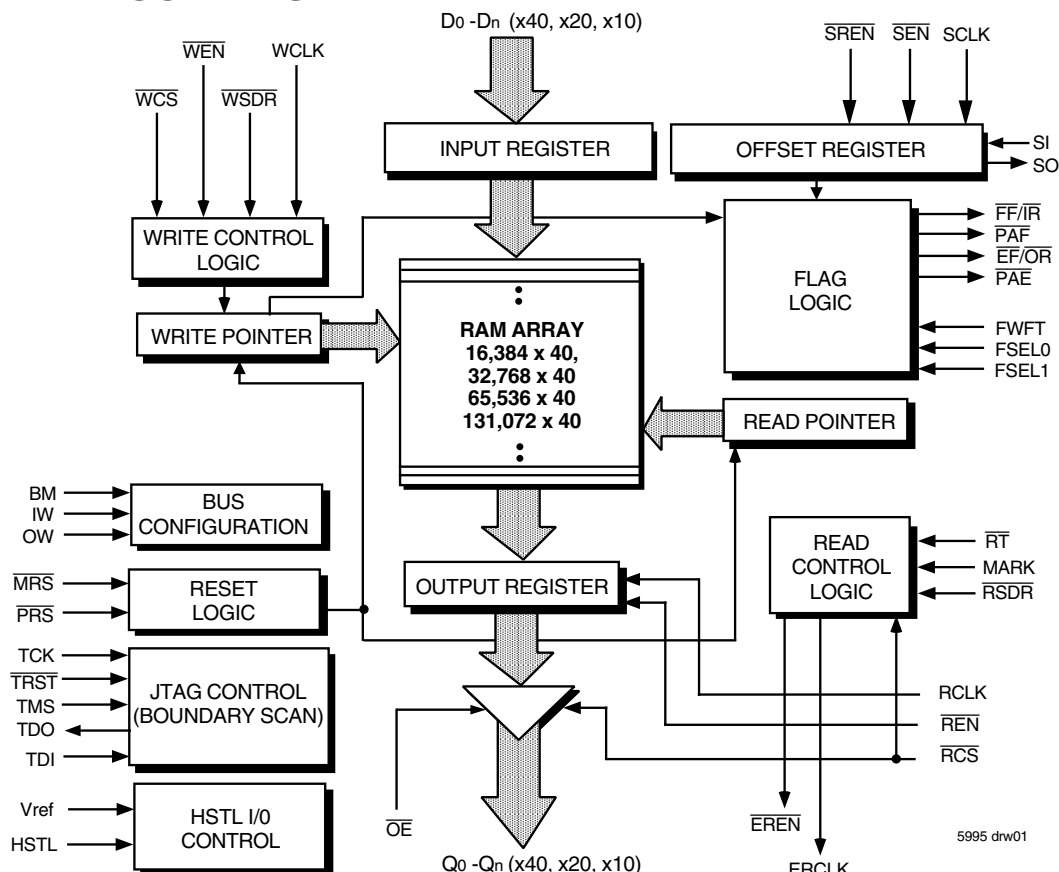 D0 -Dn (x40, x20, x10)
WEN
WCLK
SREN
SEN
SCLK
WCS
WSDR
INPUT REGISTER
OFFSET REGISTER
SI
SO
WRITE CONTROL
LOGIC
FLAG
LOGIC
FF/IR
PAF
EF/OR
PAE
FWFT
FSEL0
FSEL1
WRITE POINTER
RAM ARRAY
16,384 x 40,
32,768 x 40
65,536 x 40
131,072 x 40
READ POINTER
BM
IW
OW
BUS
CONFIGURATION
READ
CONTROL
LOGIC
RT
MARK
RSDR
MRS
PRS
RESET
LOGIC
OUTPUT REGISTER
TCK
TRST
TMS
TDO
TDI
JTAG CONTROL
(BOUNDARY SCAN)
RCLK
REN
RCS
Vref
HSTL
HSTL I/0
CONTROL
OE
EREN
5995 drw01
Q0 -Qn (x40, x20, x10)
ERCLK